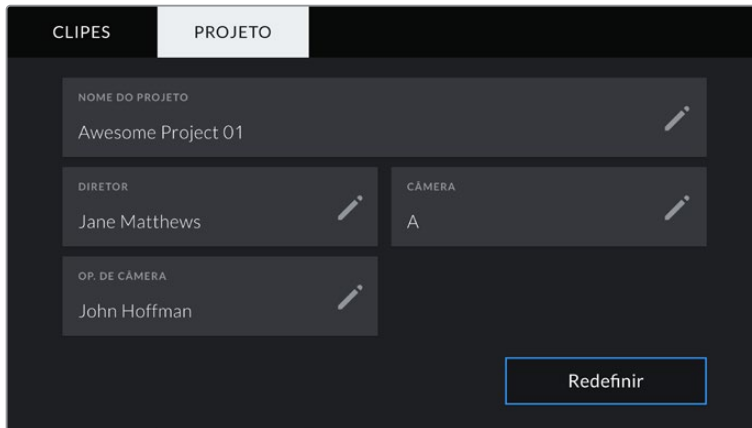 CLIPES PROJETO
NOME DO PROJETO
Awesome Project 01
DIRETOR
Jane Matthews
CÂMERA
A
OP. DE CÂMERA
John Hoffman
Redefinir